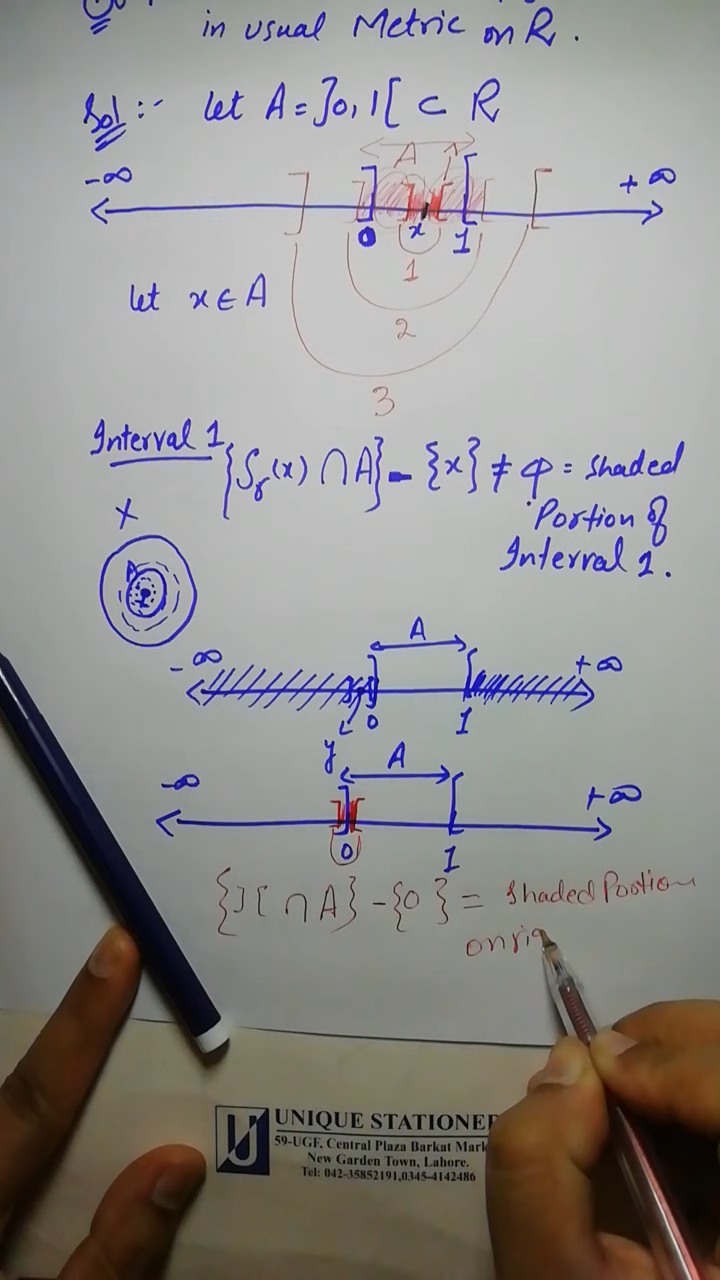 in usual Metric on R.
Sol :- let A = ]0, 1[ ⊂ R
A
-∞ ] ] ] x [ [ [ [ +∞
0 1
1
let x ∈ A
2
3
Interval 1 {Sr(x) ∩ A} - {x} ≠ φ = shaded
Portion of
Interval 1.
X
A
A
-∞ +∞
0 1
y
A
-∞ +∞
0 1
{][ ∩ A} - {0} = shaded Portion
on rig
U UNIQUE STATIONE
59-UGF, Central Plaza Barkat Mark
New Garden Town, Lahore.
Tel: 042-35852191,0345-4142486